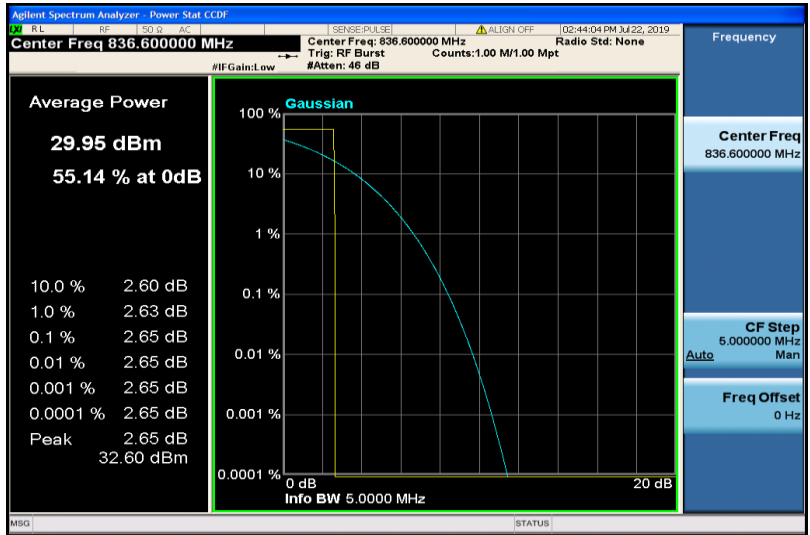 Agilent Spectrum Analyzer - Power Stat CCDF
LXI RL RF 50 Ω AC SENSE:PULSE ALIGN OFF 02:44:04 PM Jul 22, 2019
Center Freq 836.600000 MHz
Center Freq: 836.600000 MHz Radio Std: None
Trig: RF Burst Counts:1.00 M/1.00 Mpt
#IFGain:Low #Atten: 46 dB
Average Power
29.95 dBm
55.14 % at 0dB
10.0 % 2.60 dB
1.0 % 2.63 dB
0.1 % 2.65 dB
0.01 % 2.65 dB
0.001 % 2.65 dB
0.0001 % 2.65 dB
Peak 2.65 dB
32.60 dBm
Gaussian
100 %
10 %
1 %
0.1 %
0.01 %
0.001 %
0.0001 %
0 dB 20 dB
Info BW 5.0000 MHz
Frequency
Center Freq
836.600000 MHz
CF Step
5.000000 MHz
Auto Man
Freq Offset
0 Hz
MSG STATUS